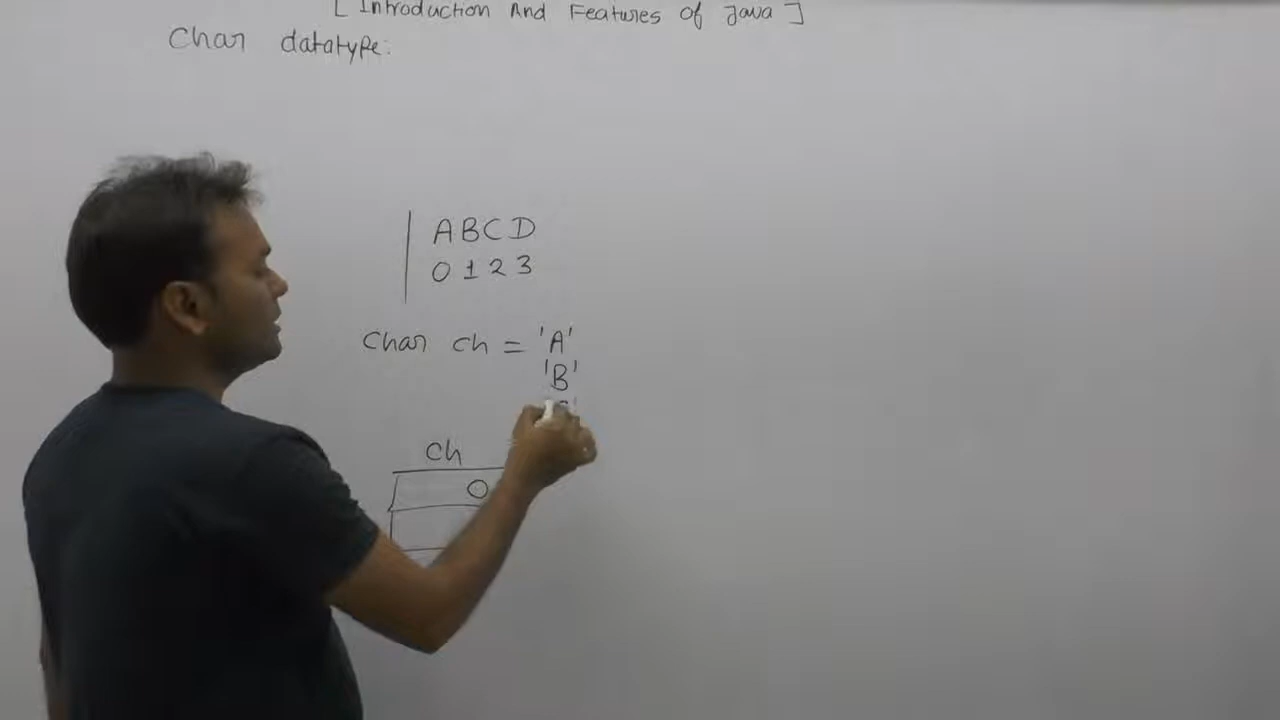 [ Introduction And Features Of Java ]
Char datatype:
A B C D
0 1 2 3
Char ch = 'A'
'B'
ch
0